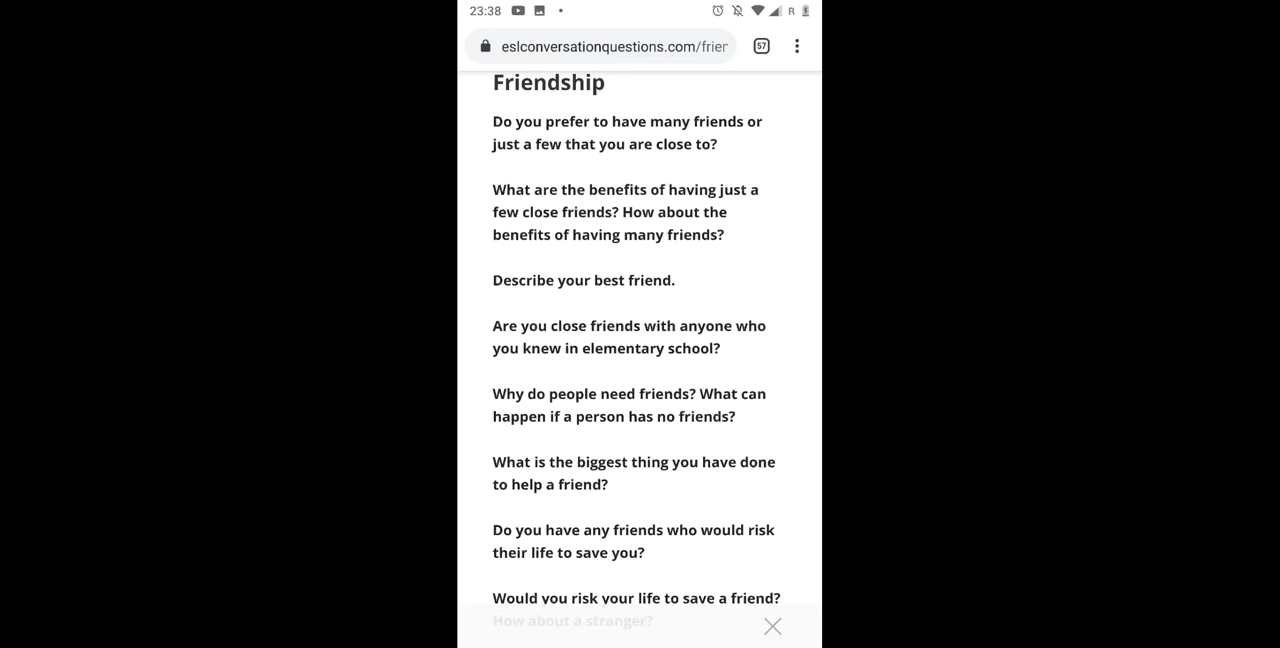 23:38
R
eslconversationquestions.com/frier
57
Friendship
Do you prefer to have many friends or
just a few that you are close to?
What are the benefits of having just a
few close friends? How about the
benefits of having many friends?
Describe your best friend.
Are you close friends with anyone who
you knew in elementary school?
Why do people need friends? What can
happen if a person has no friends?
What is the biggest thing you have done
to help a friend?
Do you have any friends who would risk
their life to save you?
Would you risk your life to save a friend?
How about a stranger?